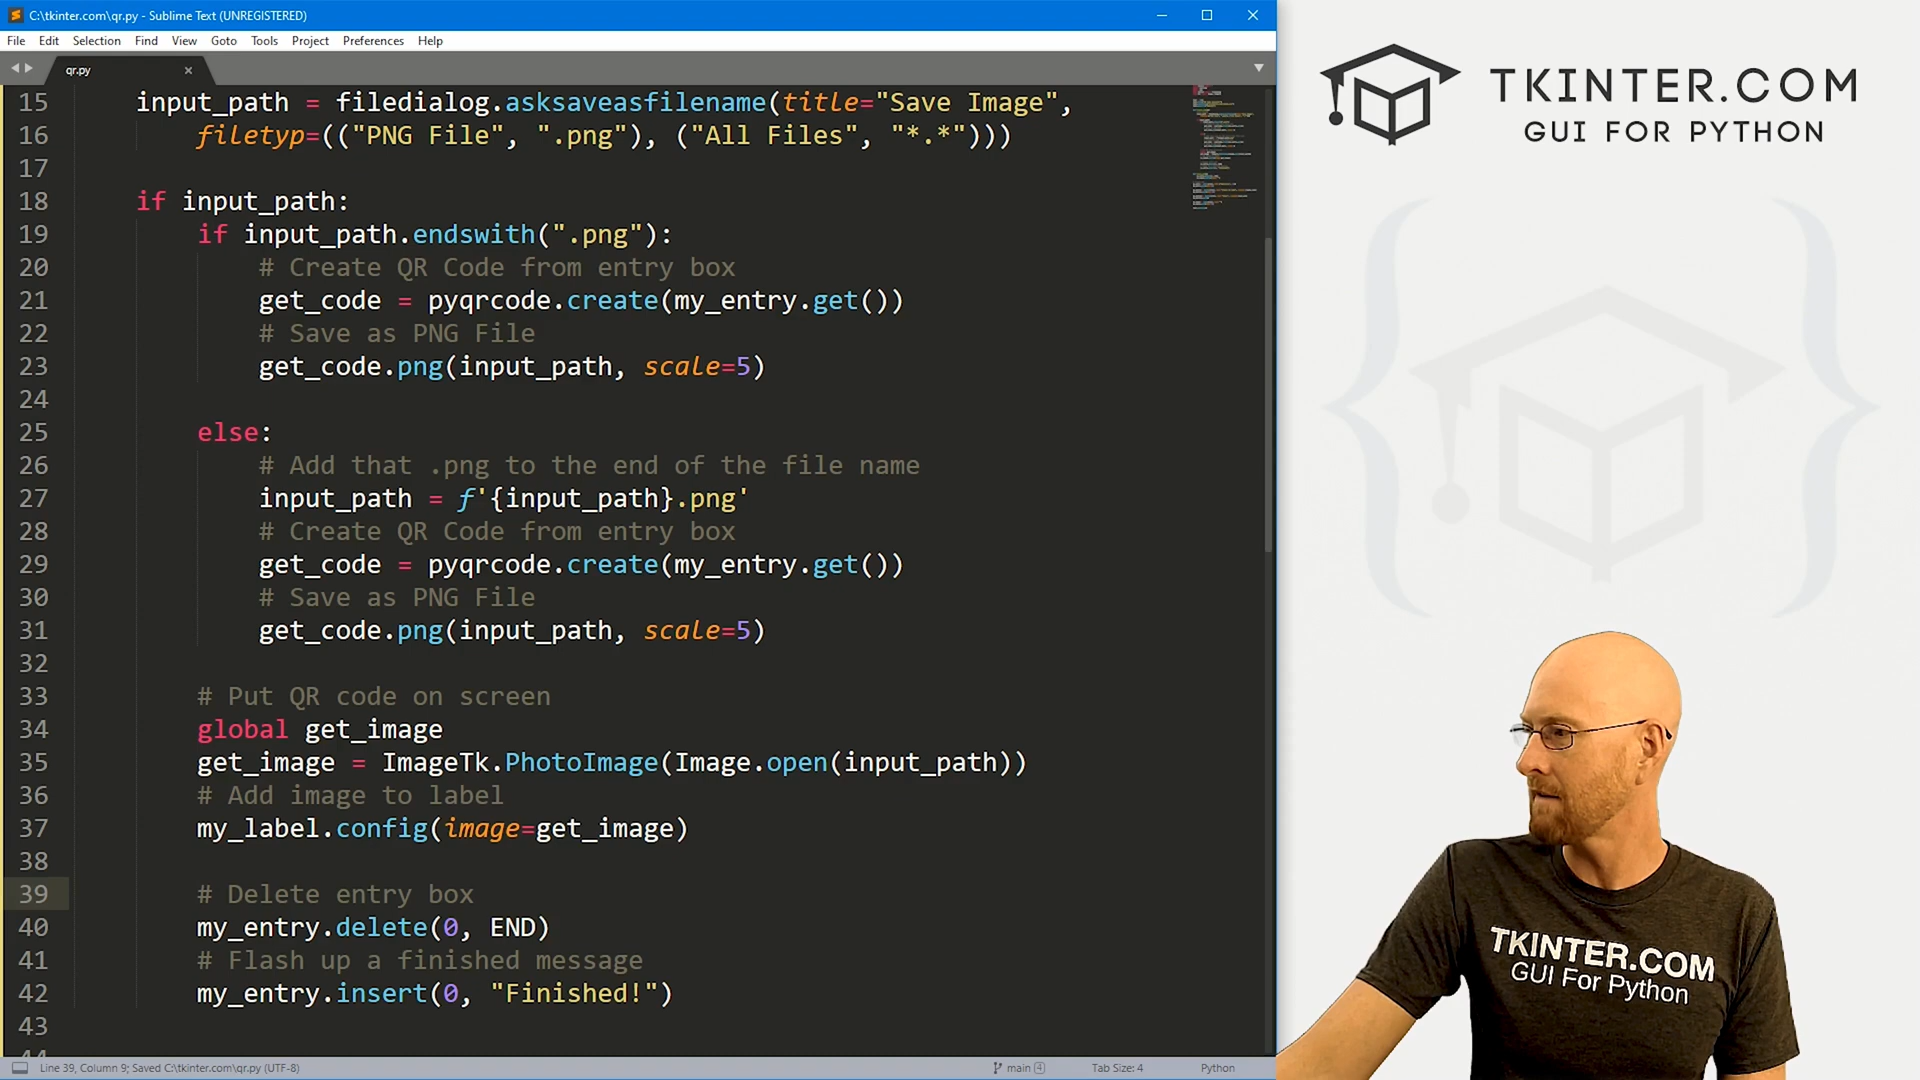 C:\tkinter.com\qr.py - Sublime Text (UNREGISTERED)
File Edit Selection Find View Goto Tools Project Preferences Help
qr.py
15 input_path = filedialog.asksaveasfilename(title="Save Image",
16 filetyp=(("PNG File", ".png"), ("All Files", "*.*")))
17
18 if input_path:
19 if input_path.endswith(".png"):
20 # Create QR Code from entry box
21 get_code = pyqrcode.create(my_entry.get())
22 # Save as PNG File
23 get_code.png(input_path, scale=5)
24
25 else:
26 # Add that .png to the end of the file name
27 input_path = f'{input_path}.png'
28 # Create QR Code from entry box
29 get_code = pyqrcode.create(my_entry.get())
30 # Save as PNG File
31 get_code.png(input_path, scale=5)
32
33 # Put QR code on screen
34 global get_image
35 get_image = ImageTk.PhotoImage(Image.open(input_path))
36 # Add image to label
37 my_label.config(image=get_image)
38
39 # Delete entry box
40 my_entry.delete(0, END)
41 # Flash up a finished message
42 my_entry.insert(0, "Finished!")
43
44
Line 39, Column 9; Saved C:\tkinter.com\qr.py (UTF-8)
main 4
Tab Size: 4
Python
TKINTER.COM
GUI FOR PYTHON
TKINTER.COM
GUI For Python